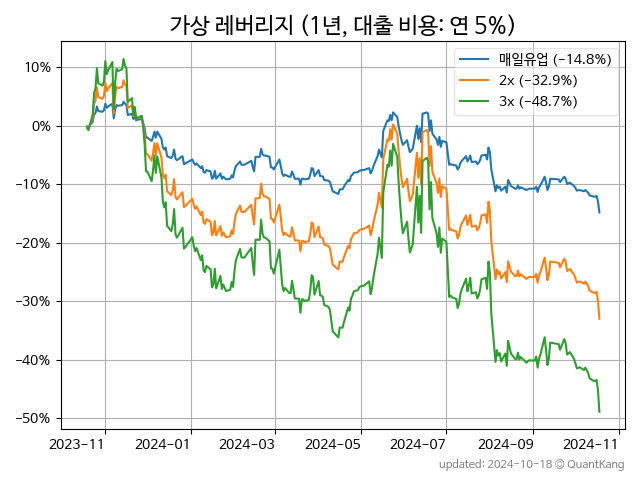 가상 레버리지 (1년, 대출 비용: 연 5%)
매일유업 (−14.8%)
2x (−32.9%)
3x (−48.7%)
10%
0%
−10%
−20%
−30%
−40%
−50%
2023-11
2024-01
2024-03
2024-05
2024-07
2024-09
2024-11
updated: 2024-10-18 © QuantKang